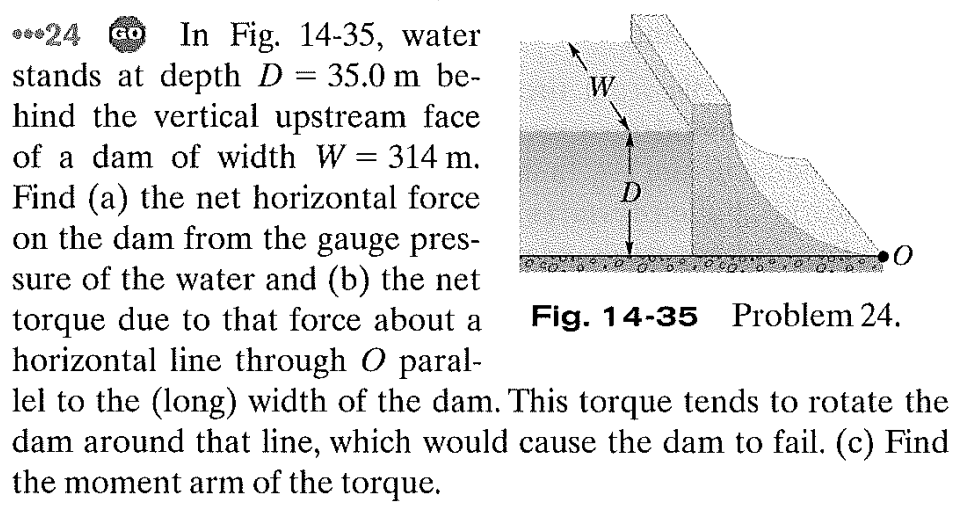 •••24 GO In Fig. 14-35, water
stands at depth D = 35.0 m be-
hind the vertical upstream face
of a dam of width W = 314 m.
Find (a) the net horizontal force
on the dam from the gauge pres-
sure of the water and (b) the net
torque due to that force about a
horizontal line through O paral-
lel to the (long) width of the dam. This torque tends to rotate the
dam around that line, which would cause the dam to fail. (c) Find
the moment arm of the torque.
W
D
O
Fig. 14-35 Problem 24.